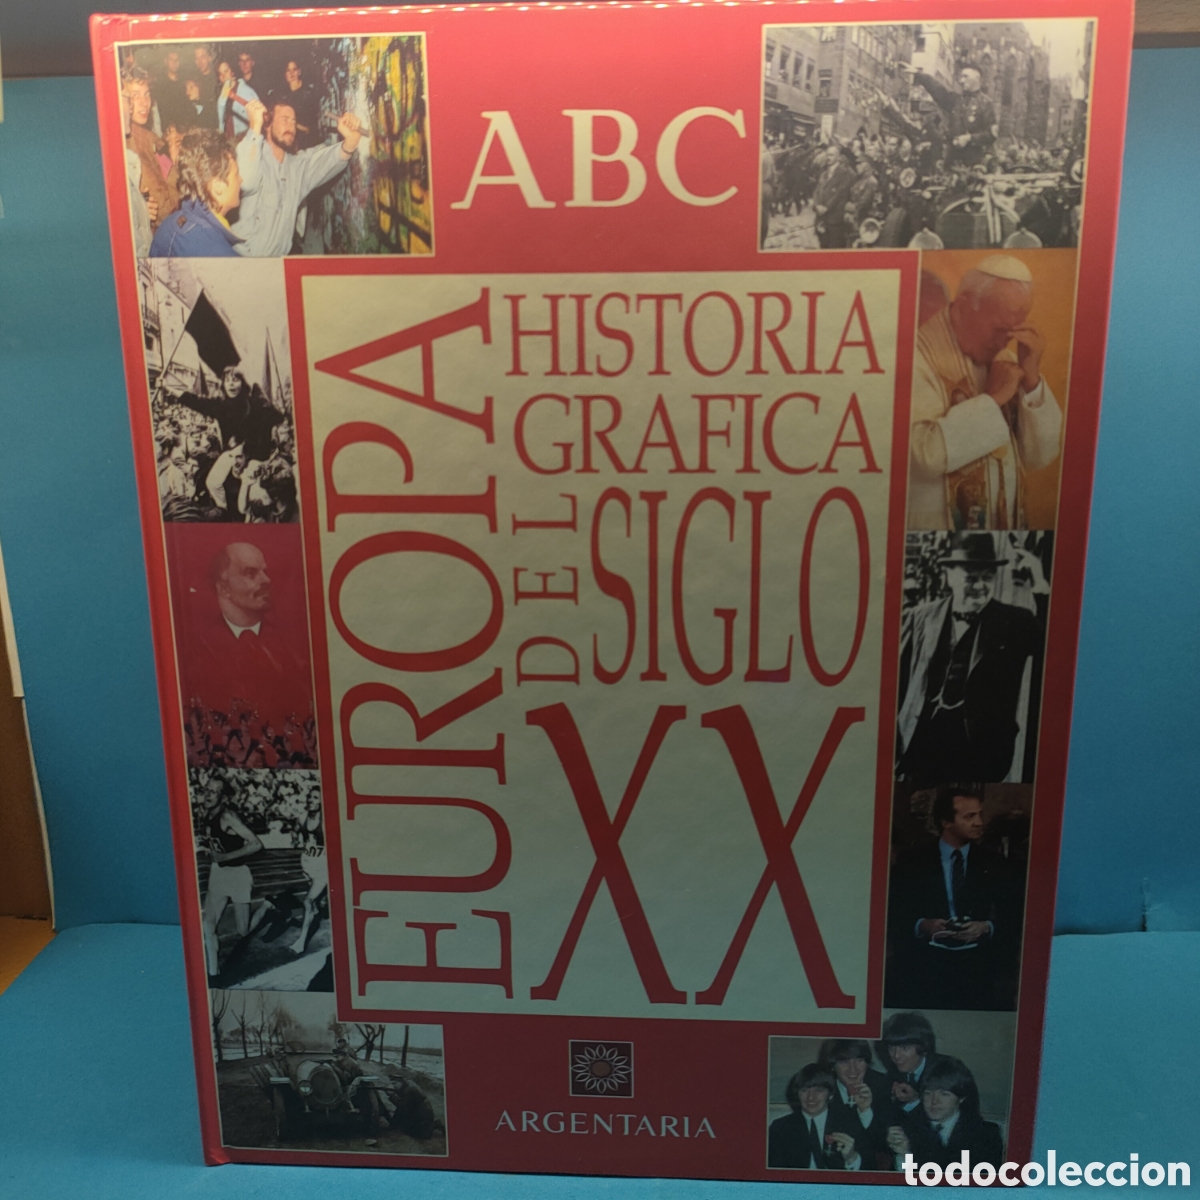 ABC
EUROPA
HISTORIA
GRAFICA
DEL
SIGLO
XX
ARGENTARIA
todocoleccion